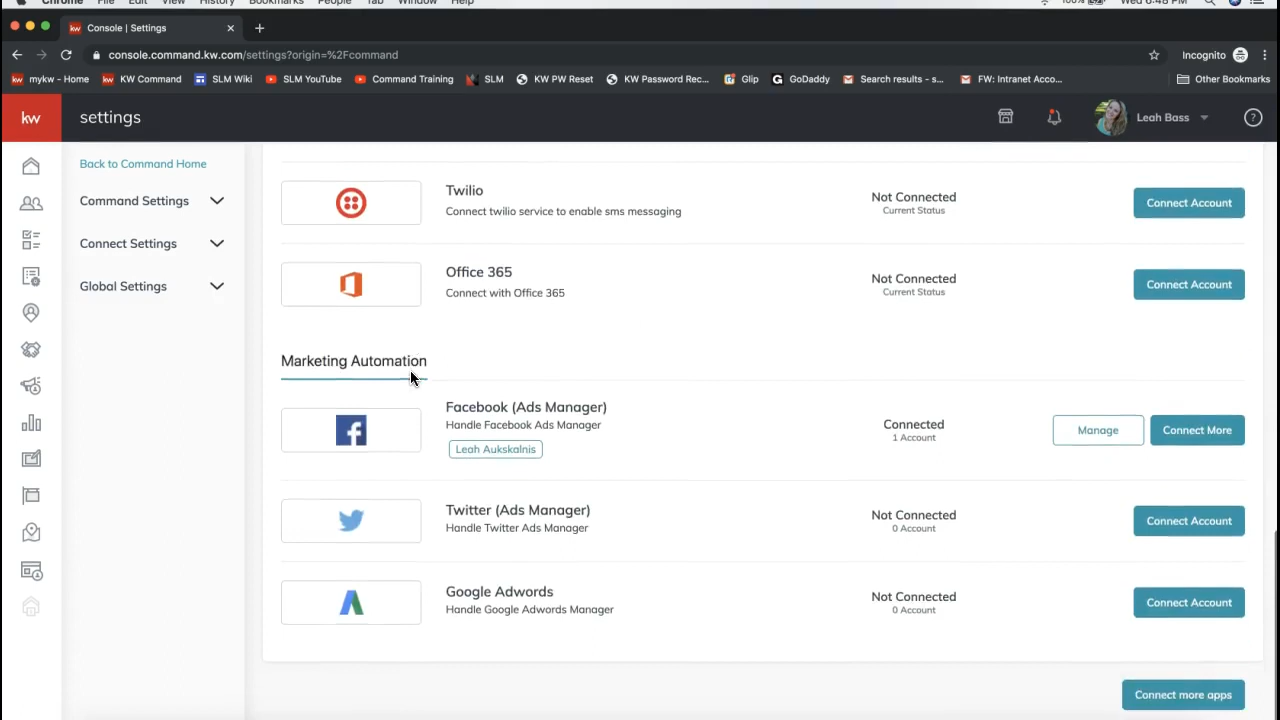 Chrome File Edit View History Bookmarks People Tab Window Help 100% Wed 6:48 PM
kw Console | Settings
console.command.kw.com/settings?origin=%2Fcommand Incognito
kw mykw - Home kw KW Command SLM Wiki SLM YouTube Command Training SLM KW PW Reset KW Password Rec... Glip GoDaddy Search results - s... FW: Intranet Acco... Other Bookmarks
kw settings Leah Bass ?
Back to Command Home
Command Settings
Connect Settings
Global Settings
Twilio
Connect twilio service to enable sms messaging
Not Connected
Current Status
Connect Account
Office 365
Connect with Office 365
Not Connected
Current Status
Connect Account
Marketing Automation
Facebook (Ads Manager)
Handle Facebook Ads Manager
Leah Aukskalnis
Connected
1 Account
Manage
Connect More
Twitter (Ads Manager)
Handle Twitter Ads Manager
Not Connected
0 Account
Connect Account
Google Adwords
Handle Google Adwords Manager
Not Connected
0 Account
Connect Account
Connect more apps